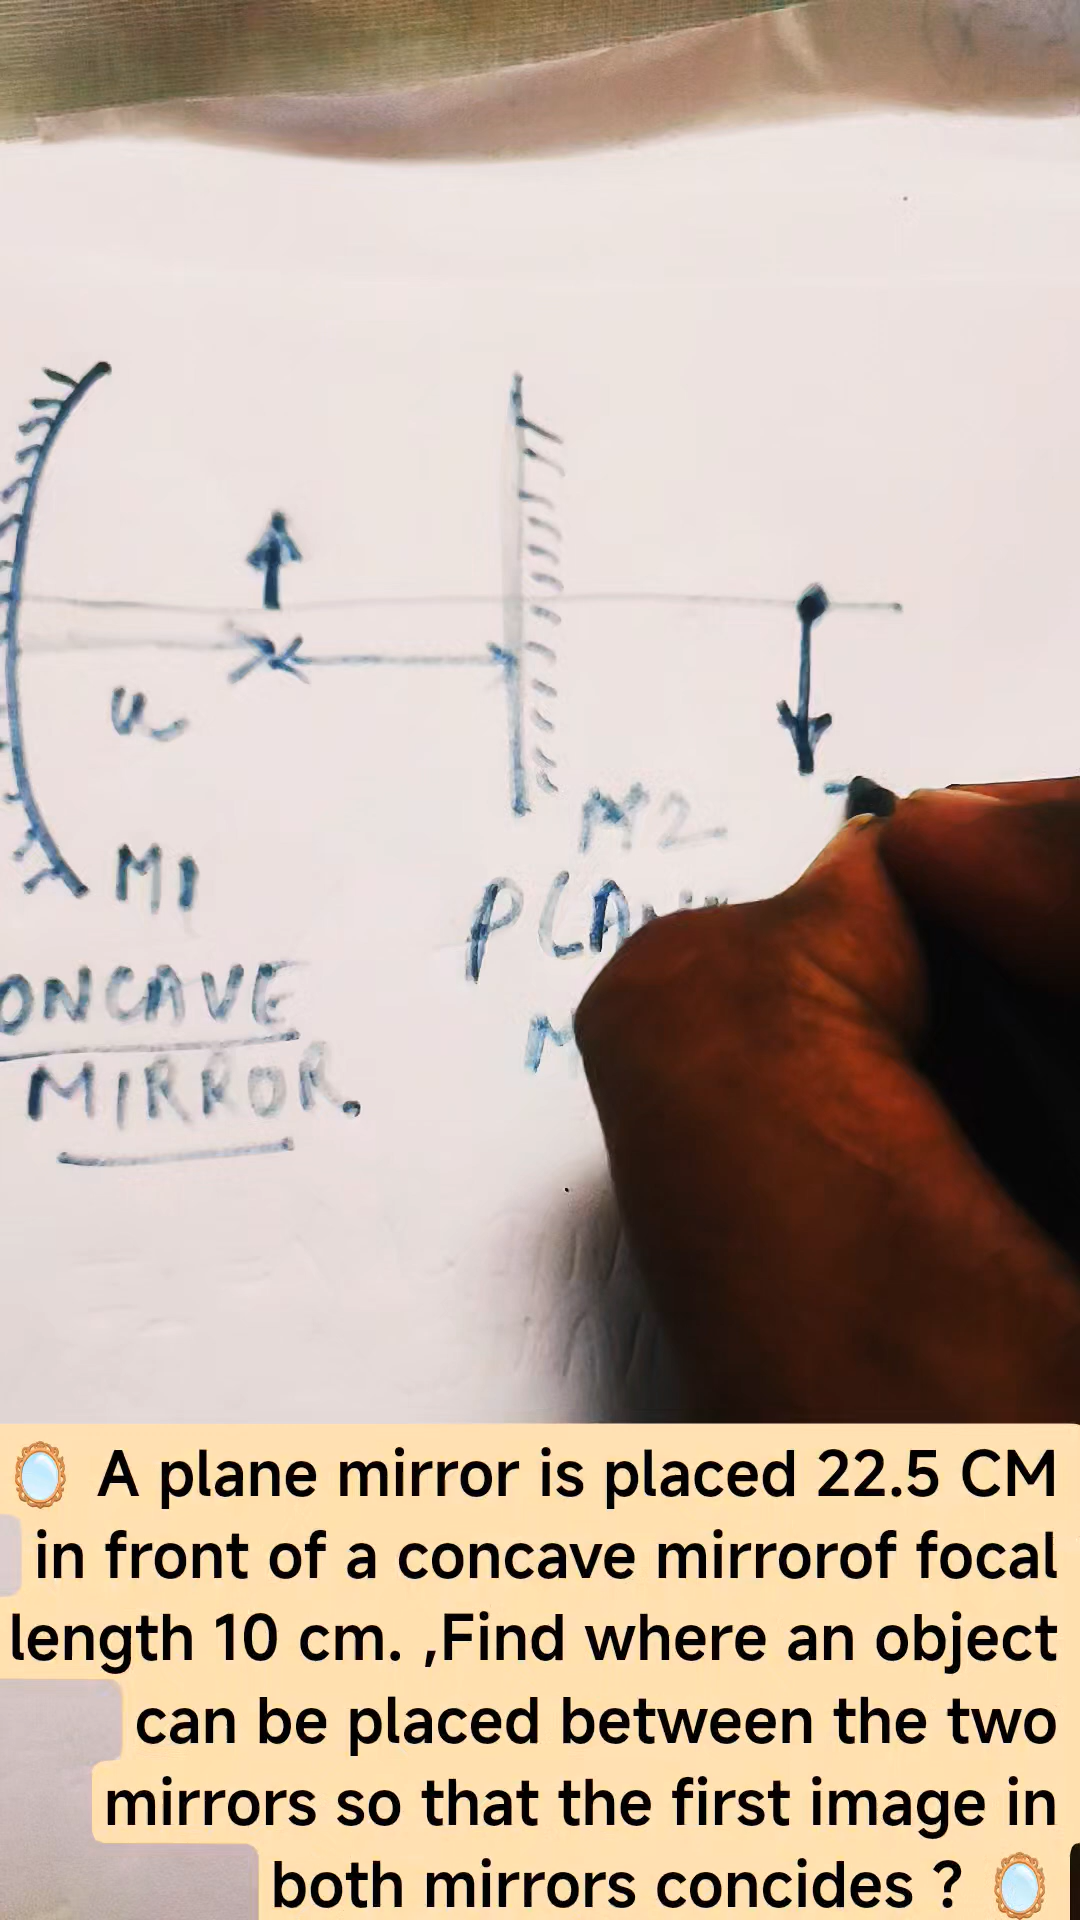 u
M1
M2
ONCAVE
MIRROR.
🪞 A plane mirror is placed 22.5 CM
in front of a concave mirrorof focal
length 10 cm. ,Find where an object
can be placed between the two
mirrors so that the first image in
both mirrors concides ? 🪞